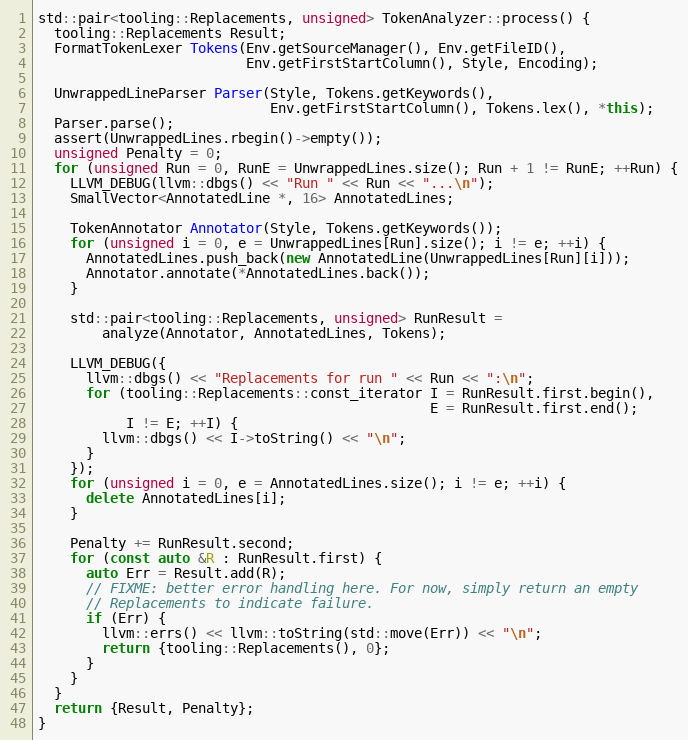 1 std::pair<tooling::Replacements, unsigned> TokenAnalyzer::process() {
2   tooling::Replacements Result;
3   FormatTokenLexer Tokens(Env.getSourceManager(), Env.getFileID(),
4                           Env.getFirstStartColumn(), Style, Encoding);
5
6   UnwrappedLineParser Parser(Style, Tokens.getKeywords(),
7                              Env.getFirstStartColumn(), Tokens.lex(), *this);
8   Parser.parse();
9   assert(UnwrappedLines.rbegin()->empty());
10   unsigned Penalty = 0;
11   for (unsigned Run = 0, RunE = UnwrappedLines.size(); Run + 1 != RunE; ++Run) {
12     LLVM_DEBUG(llvm::dbgs() << "Run " << Run << "...\n");
13     SmallVector<AnnotatedLine *, 16> AnnotatedLines;
14
15     TokenAnnotator Annotator(Style, Tokens.getKeywords());
16     for (unsigned i = 0, e = UnwrappedLines[Run].size(); i != e; ++i) {
17       AnnotatedLines.push_back(new AnnotatedLine(UnwrappedLines[Run][i]));
18       Annotator.annotate(*AnnotatedLines.back());
19     }
20
21     std::pair<tooling::Replacements, unsigned> RunResult =
22         analyze(Annotator, AnnotatedLines, Tokens);
23
24     LLVM_DEBUG({
25       llvm::dbgs() << "Replacements for run " << Run << ":\n";
26       for (tooling::Replacements::const_iterator I = RunResult.first.begin(),
27                                                  E = RunResult.first.end();
28            I != E; ++I) {
29         llvm::dbgs() << I->toString() << "\n";
30       }
31     });
32     for (unsigned i = 0, e = AnnotatedLines.size(); i != e; ++i) {
33       delete AnnotatedLines[i];
34     }
35
36     Penalty += RunResult.second;
37     for (const auto &R : RunResult.first) {
38       auto Err = Result.add(R);
39       // FIXME: better error handling here. For now, simply return an empty
40       // Replacements to indicate failure.
41       if (Err) {
42         llvm::errs() << llvm::toString(std::move(Err)) << "\n";
43         return {tooling::Replacements(), 0};
44       }
45     }
46   }
47   return {Result, Penalty};
48 }